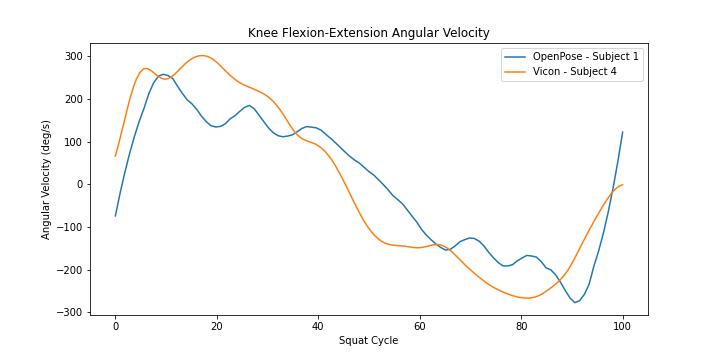 Knee Flexion-Extension Angular Velocity
OpenPose - Subject 1
Vicon - Subject 4
Angular Velocity (deg/s)
300
200
100
0
−100
−200
−300
0
20
40
60
80
100
Squat Cycle